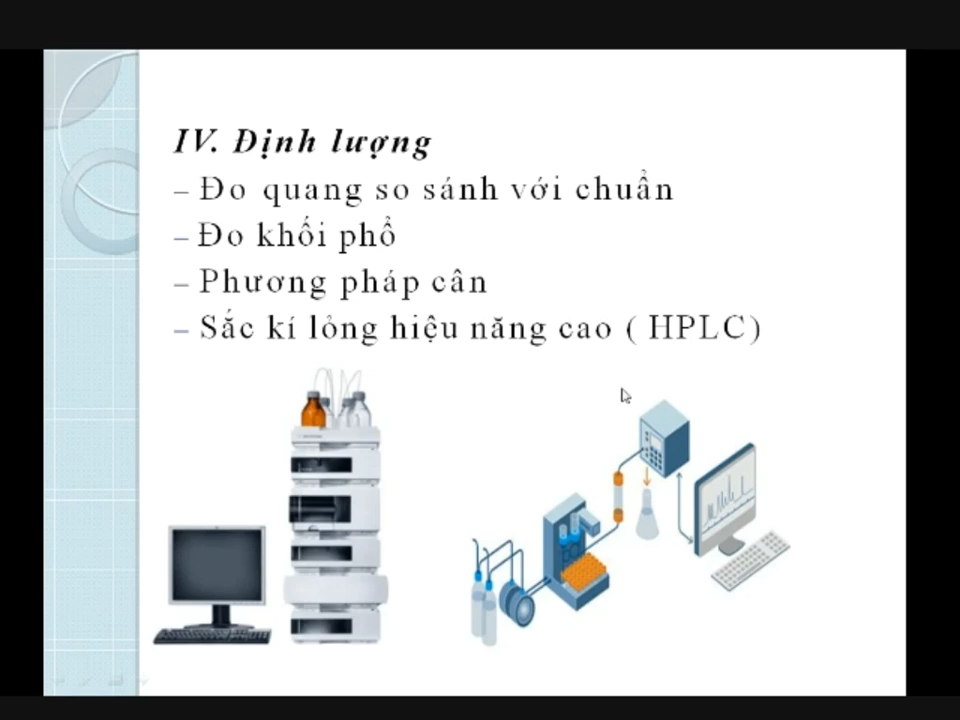 IV. Định lượng
– Đo quang so sánh với chuẩn
– Đo khối phổ
– Phương pháp cân
– Sắc kí lỏng hiệu năng cao ( HPLC)